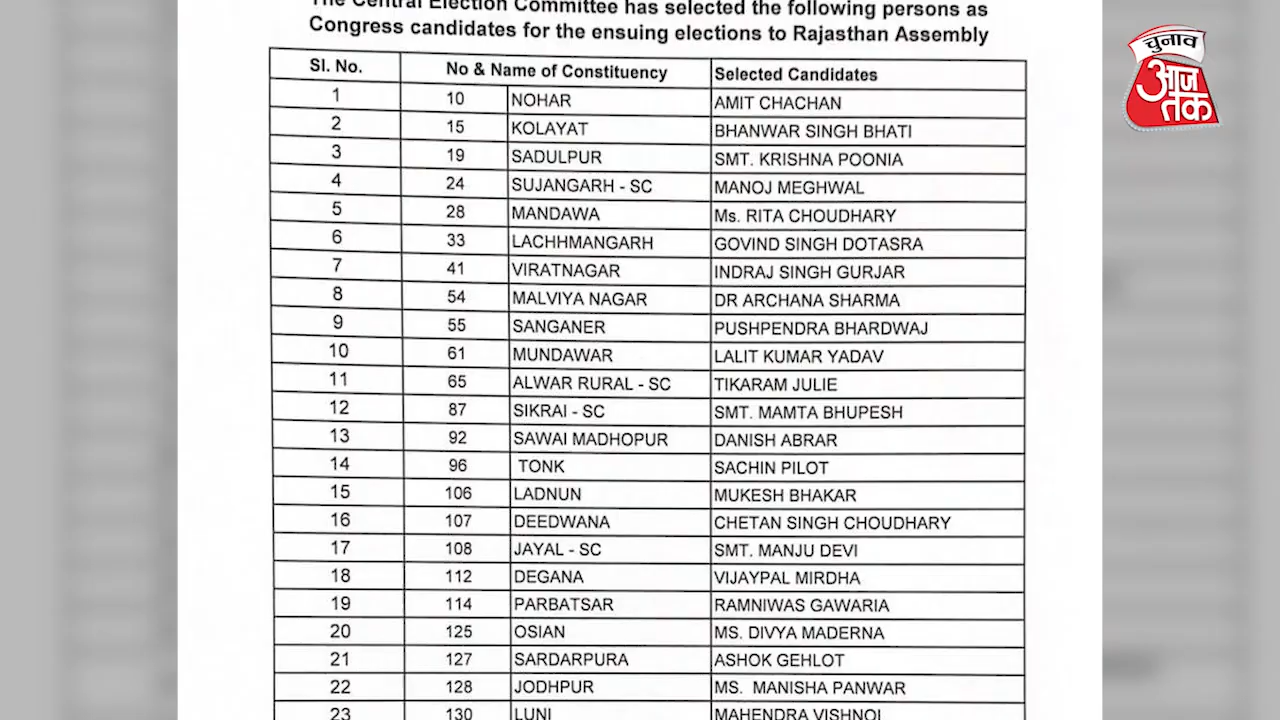 The Central Election Committee has selected the following persons as
Congress candidates for the ensuing elections to Rajasthan Assembly
Sl. No. No & Name of Constituency Selected Candidates
1 10 NOHAR AMIT CHACHAN
2 15 KOLAYAT BHANWAR SINGH BHATI
3 19 SADULPUR SMT. KRISHNA POONIA
4 24 SUJANGARH - SC MANOJ MEGHWAL
5 28 MANDAWA Ms. RITA CHOUDHARY
6 33 LACHHMANGARH GOVIND SINGH DOTASRA
7 41 VIRATNAGAR INDRAJ SINGH GURJAR
8 54 MALVIYA NAGAR DR ARCHANA SHARMA
9 55 SANGANER PUSHPENDRA BHARDWAJ
10 61 MUNDAWAR LALIT KUMAR YADAV
11 65 ALWAR RURAL - SC TIKARAM JULIE
12 87 SIKRAI - SC SMT. MAMTA BHUPESH
13 92 SAWAI MADHOPUR DANISH ABRAR
14 96 TONK SACHIN PILOT
15 106 LADNUN MUKESH BHAKAR
16 107 DEEDWANA CHETAN SINGH CHOUDHARY
17 108 JAYAL - SC SMT. MANJU DEVI
18 112 DEGANA VIJAYPAL MIRDHA
19 114 PARBATSAR RAMNIWAS GAWARIA
20 125 OSIAN MS. DIVYA MADERNA
21 127 SARDARPURA ASHOK GEHLOT
22 128 JODHPUR MS. MANISHA PANWAR
23 130 LUNI MAHENDRA VISHNOI
चुनाव
आज
तक